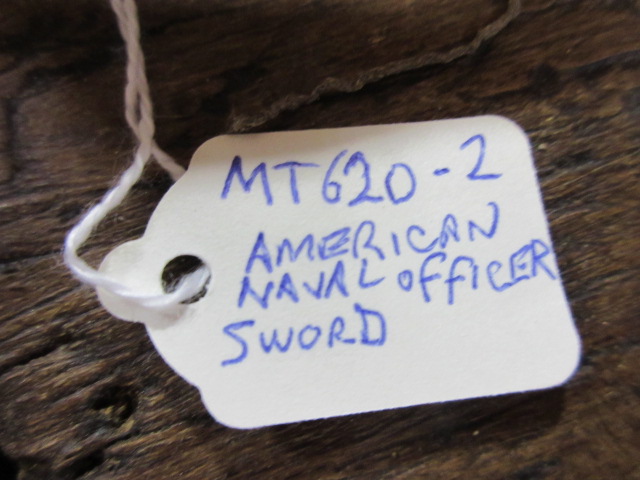 MT620-2
AMERICAN
NAVAL OFFICER
SWORD